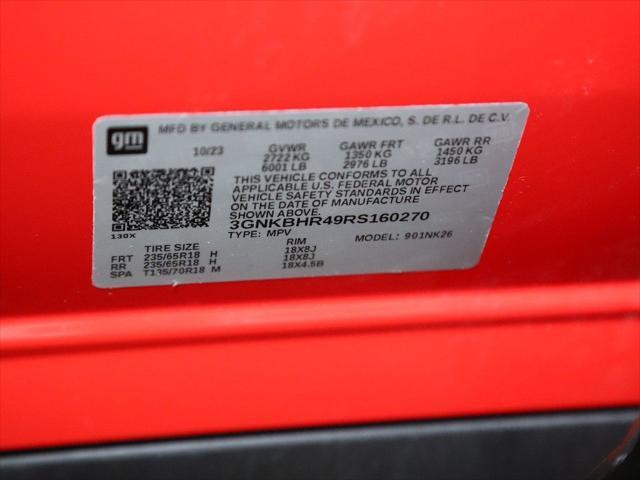 gm MFD BY GENERAL MOTORS DE MEXICO, S. DE R.L. DE C.V.
10/23 GVWR GAWR FRT GAWR RR
2722 KG 1350 KG 1450 KG
6001 LB 2976 LB 3196 LB
THIS VEHICLE CONFORMS TO ALL
APPLICABLE U.S. FEDERAL MOTOR
VEHICLE SAFETY STANDARDS IN EFFECT
ON THE DATE OF MANUFACTURE
SHOWN ABOVE.
3GNKBHR49RS160270
130X TYPE: MPV MODEL: 901NK26
TIRE SIZE RIM
FRT 235/65R18 H 18X8J
RR 235/65R18 H 18X8J
SPA T135/70R18 M 18X4.5B